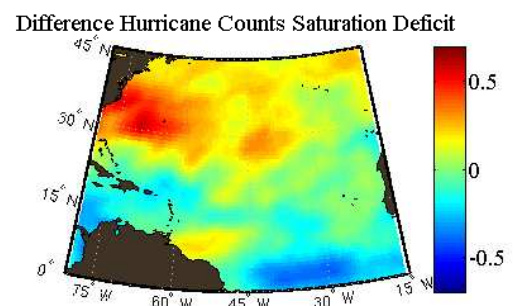 Difference Hurricane Counts Saturation Deficit
45° N
30° N
15° N
0°
75° W
60° W
45° W
30° W
15° W
0.5
0
-0.5